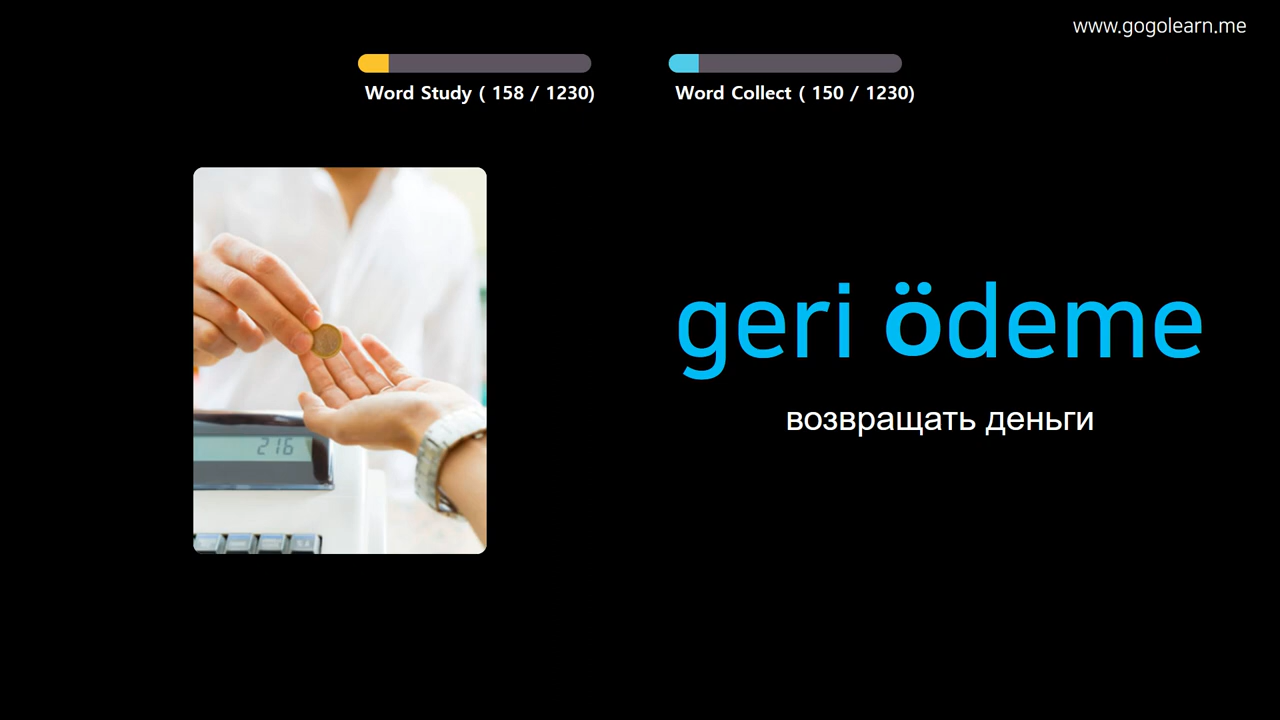 www.gogolearn.me
Word Study ( 158 / 1230)
Word Collect ( 150 / 1230)
216
geri ödeme
возвращать деньги